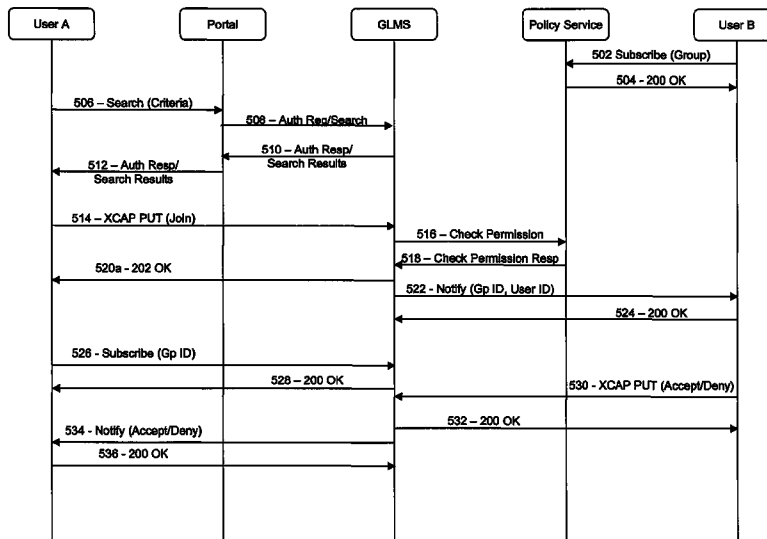 User A
Portal
GLMS
Policy Service
User B
502 Subscribe (Group)
504 - 200 OK
506 – Search (Criteria)
508 – Auth Req/Search
510 – Auth Resp/
Search Results
512 – Auth Resp/
Search Results
514 – XCAP PUT (Join)
516 – Check Permission
518 – Check Permission Resp
520a - 202 OK
522 - Notify (Gp ID, User ID)
524 – 200 OK
526 - Subscribe (Gp ID)
528 – 200 OK
530 - XCAP PUT (Accept/Deny)
532 – 200 OK
534 - Notify (Accept/Deny)
536 - 200 OK